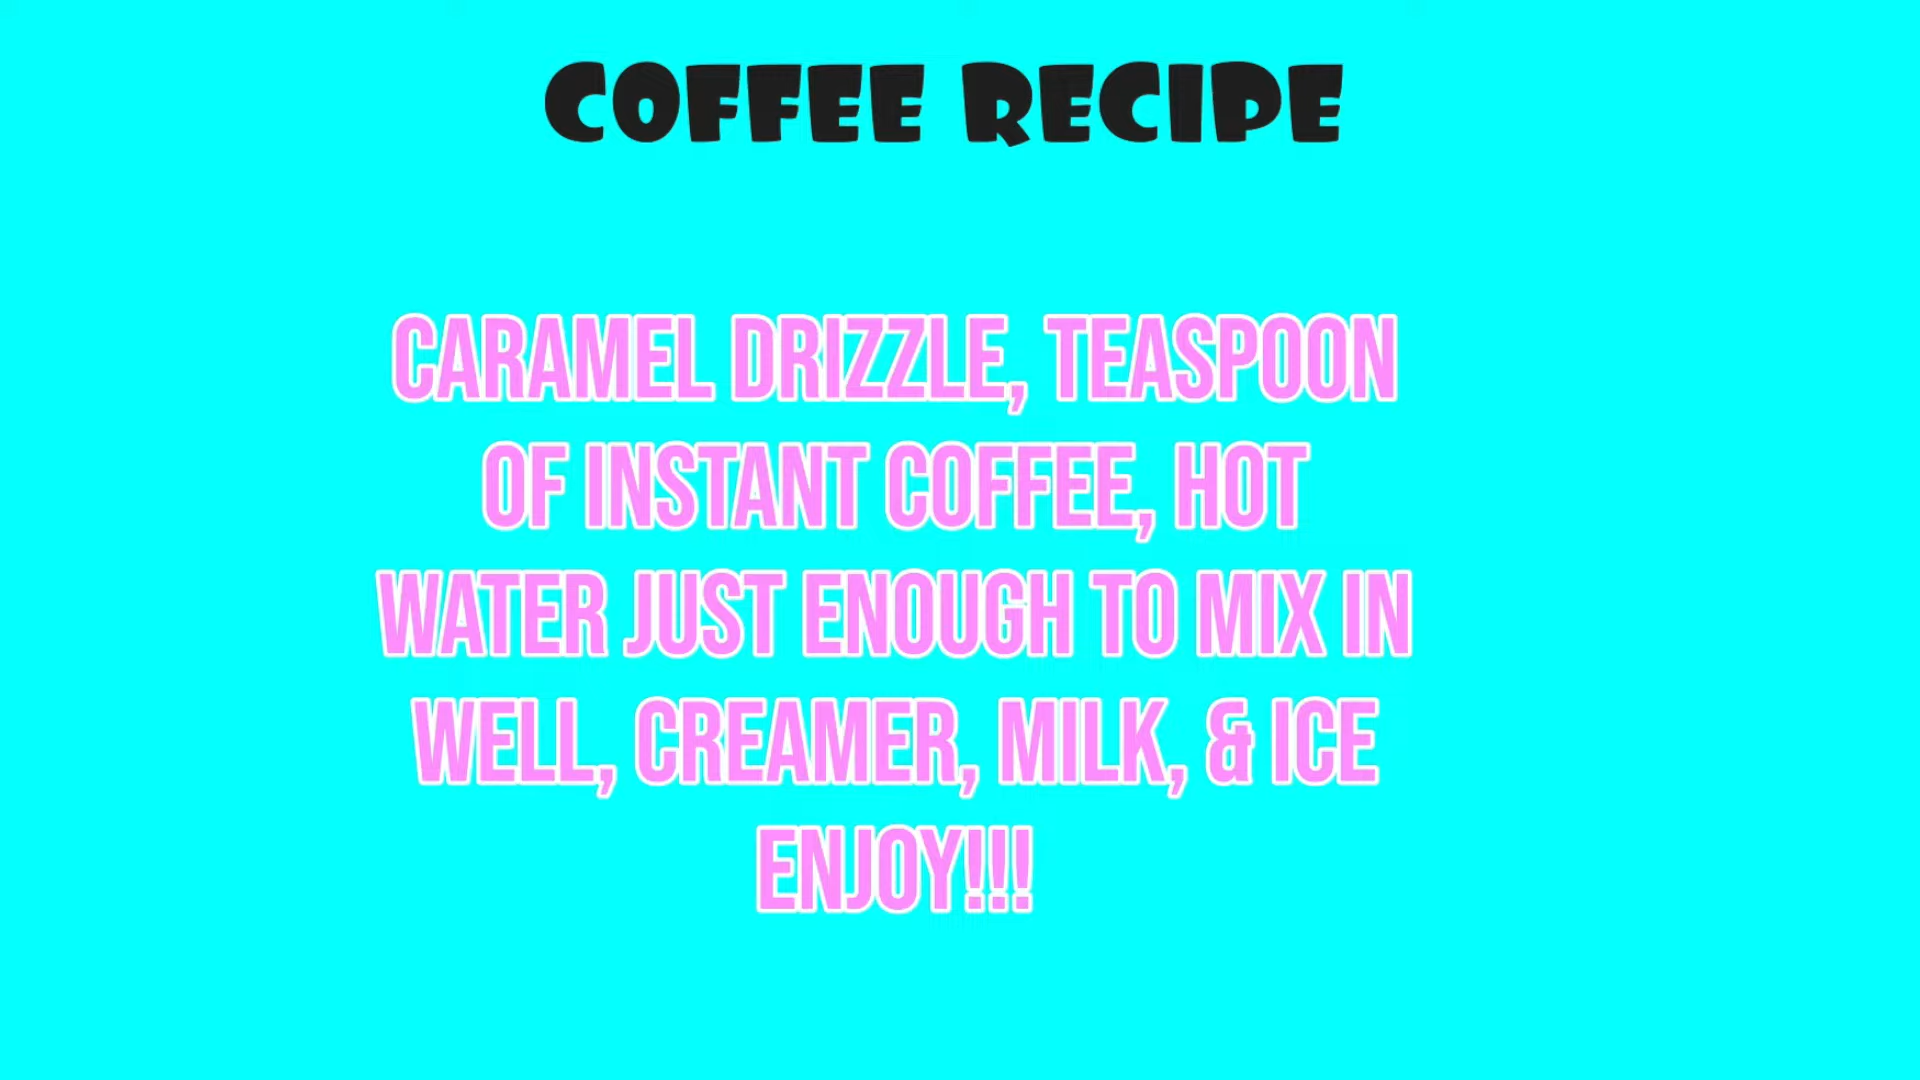 COFFEE RECIPE
CARAMEL DRIZZLE, TEASPOON
OF INSTANT COFFEE, HOT
WATER JUST ENOUGH TO MIX IN
WELL, CREAMER, MILK, & ICE
ENJOY!!!